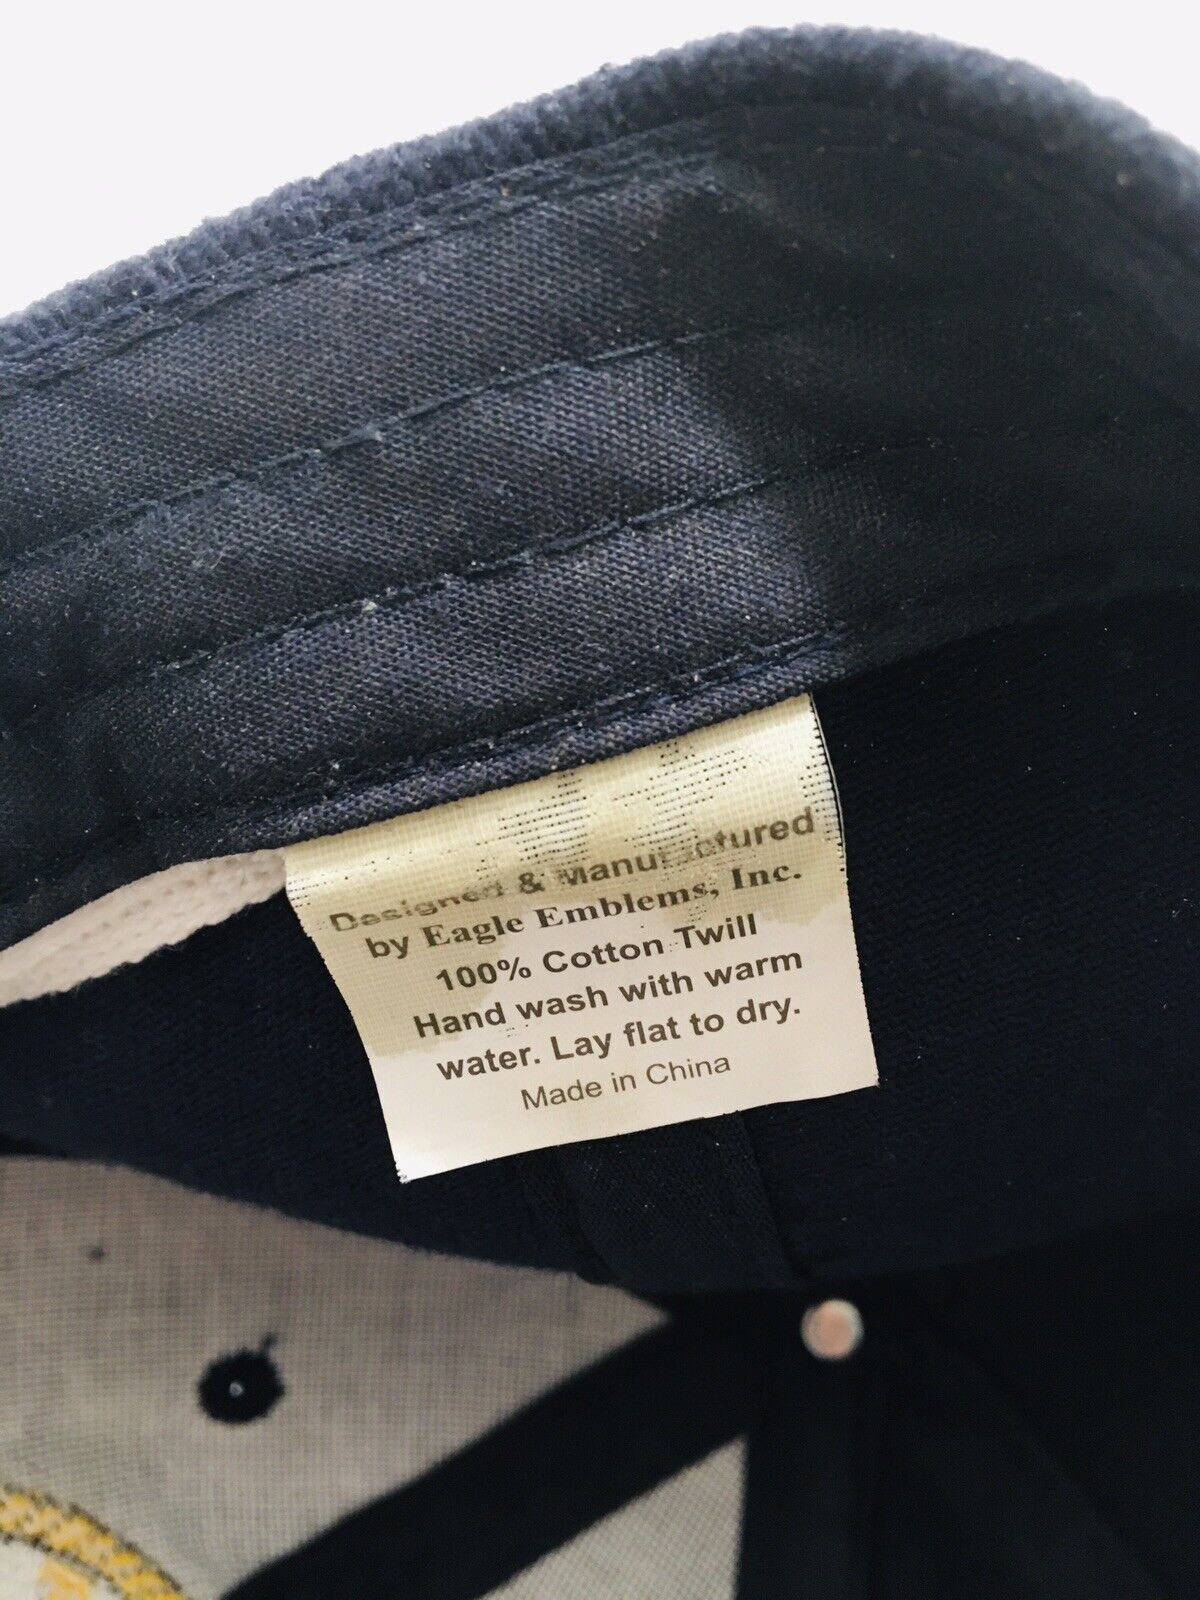 Designed & Manufactured
by Eagle Emblems, Inc.
100% Cotton Twill
Hand wash with warm
water. Lay flat to dry.
Made in China